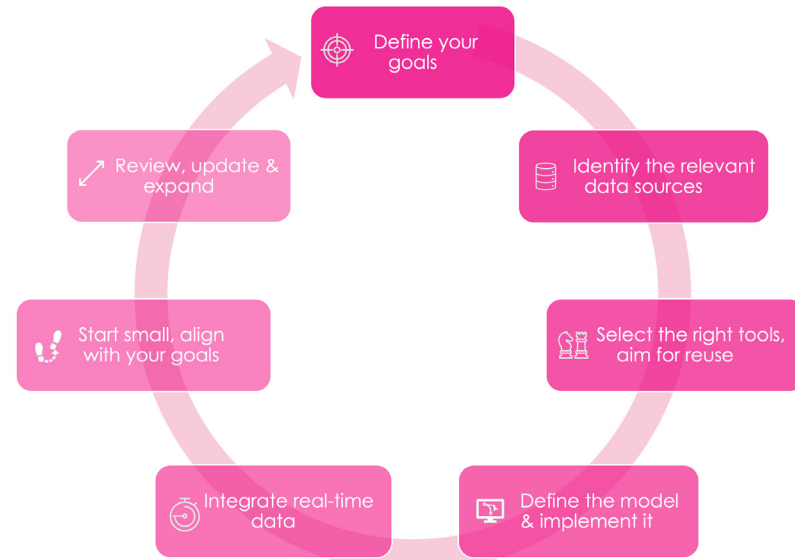 Define your
goals
Identify the relevant
data sources
Select the right tools,
aim for reuse
Define the model
& implement it
Integrate real-time
data
Start small, align
with your goals
Review, update &
expand